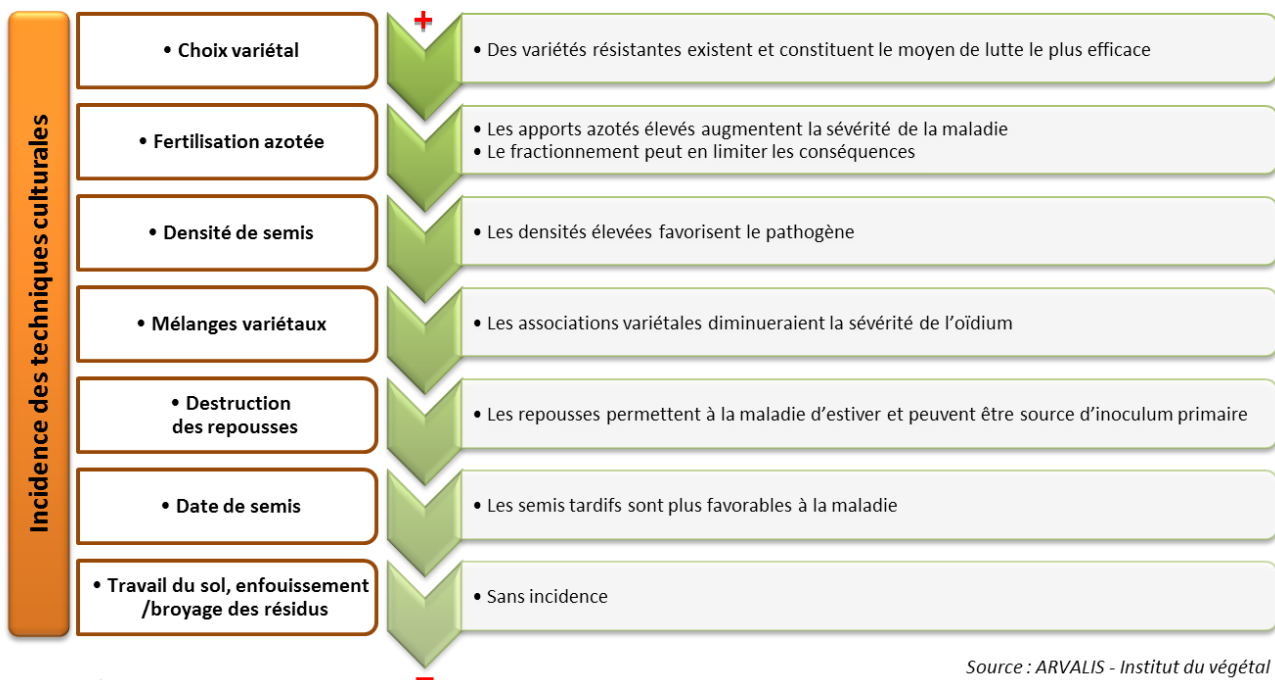 Incidence des techniques culturales
+
• Choix variétal
• Des variétés résistantes existent et constituent le moyen de lutte le plus efficace
• Fertilisation azotée
• Les apports azotés élevés augmentent la sévérité de la maladie
• Le fractionnement peut en limiter les conséquences
• Densité de semis
• Les densités élevées favorisent le pathogène
• Mélanges variétaux
• Les associations variétales diminueraient la sévérité de l’oïdium
• Destruction
des repousses
• Les repousses permettent à la maladie d’estiver et peuvent être source d’inoculum primaire
• Date de semis
• Les semis tardifs sont plus favorables à la maladie
• Travail du sol, enfouissement
/broyage des résidus
• Sans incidence
Source : ARVALIS - Institut du végétal